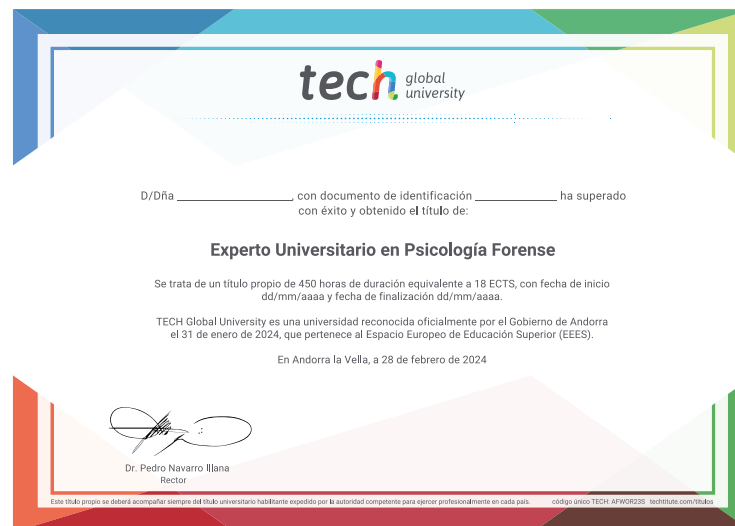 tech global university
D/Dña ______________, con documento de identificación ______________ ha superado
con éxito y obtenido el título de:
Experto Universitario en Psicología Forense
Se trata de un título propio de 450 horas de duración equivalente a 18 ECTS, con fecha de inicio
dd/mm/aaaa y fecha de finalización dd/mm/aaaa.
TECH Global University es una universidad reconocida oficialmente por el Gobierno de Andorra
el 31 de enero de 2024, que pertenece al Espacio Europeo de Educación Superior (EEES).
En Andorra la Vella, a 28 de febrero de 2024
Dr. Pedro Navarro Illana
Rector
Este título propio se deberá acompañar siempre del título universitario habilitante expedido por la autoridad competente para ejercer profesionalmente en cada país. código único TECH: AFWOR23S techtitute.com/titulos